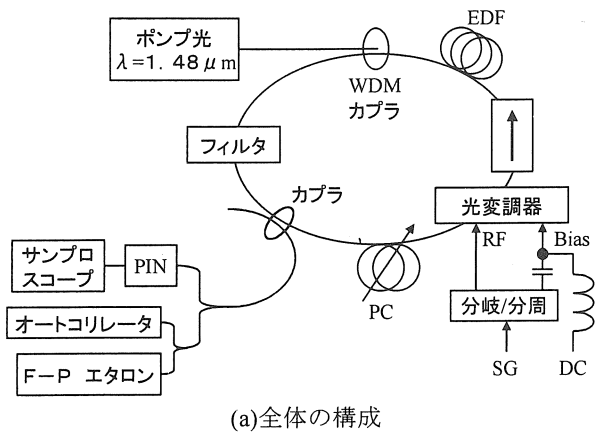 ポンプ光
λ=1.48μm
EDF
WDM
カプラ
フィルタ
カプラ
光変調器
RF
Bias
サンプロ
スコープ
PIN
PC
分岐/分周
オートコリレータ
F-P エタロン
SG
DC
(a)全体の構成